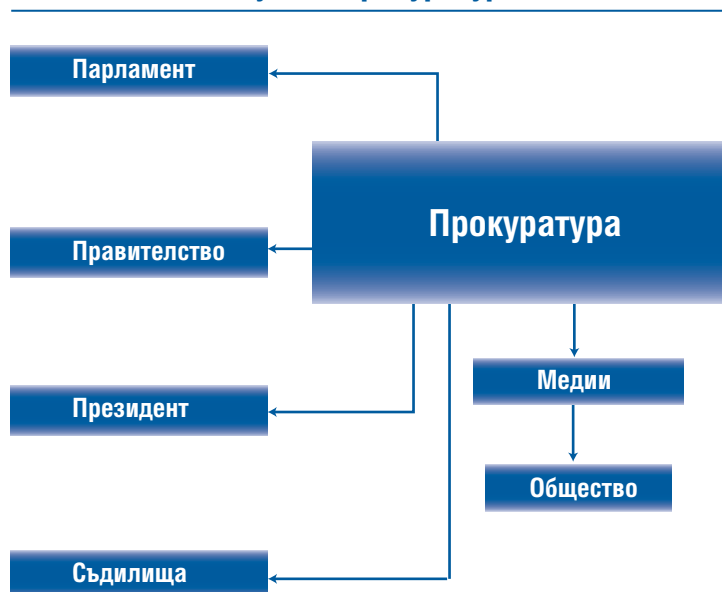 Парламент
Прокуратура
Правителство
Медии
Президент
Общество
Съдилища